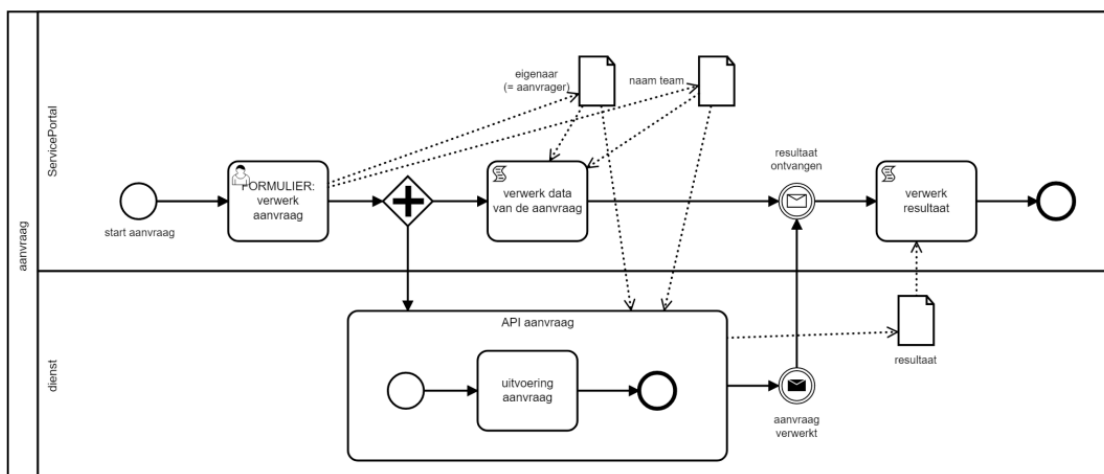 aanvraag
ServicePortal
start aanvraag
FORMULIER:
verwerk
aanvraag
eigenaar
(= aanvrager)
naam team
verwerk data
van de aanvraag
resultaat
ontvangen
verwerk
resultaat
dienst
API aanvraag
uitvoering
aanvraag
aanvraag
verwerkt
resultaat